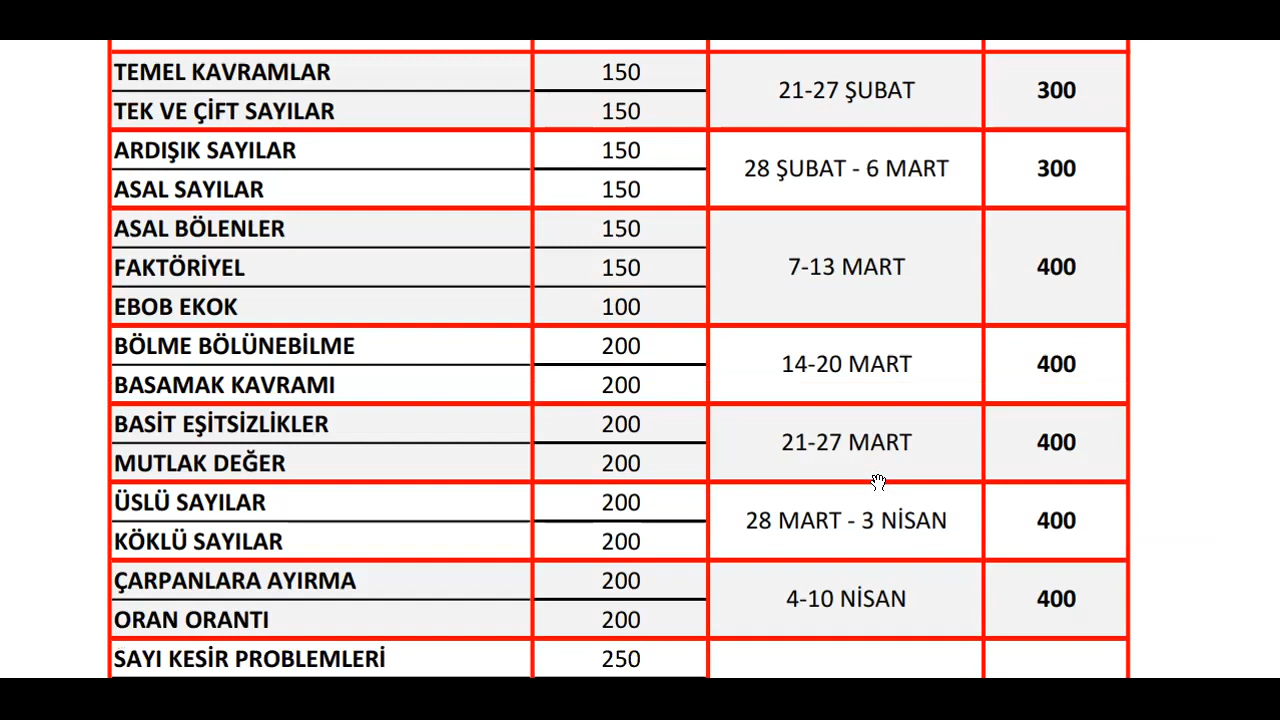 TEMEL KAVRAMLAR 150 21-27 ŞUBAT 300
TEK VE ÇİFT SAYILAR 150
ARDIŞIK SAYILAR 150 28 ŞUBAT - 6 MART 300
ASAL SAYILAR 150
ASAL BÖLENLER 150
FAKTÖRİYEL 150 7-13 MART 400
EBOB EKOK 100
BÖLME BÖLÜNEBİLME 200 14-20 MART 400
BASAMAK KAVRAMI 200
BASİT EŞİTSİZLİKLER 200 21-27 MART 400
MUTLAK DEĞER 200
ÜSLÜ SAYILAR 200 28 MART - 3 NİSAN 400
KÖKLÜ SAYILAR 200
ÇARPANLARA AYIRMA 200 4-10 NİSAN 400
ORAN ORANTI 200
SAYI KESİR PROBLEMLERİ 250